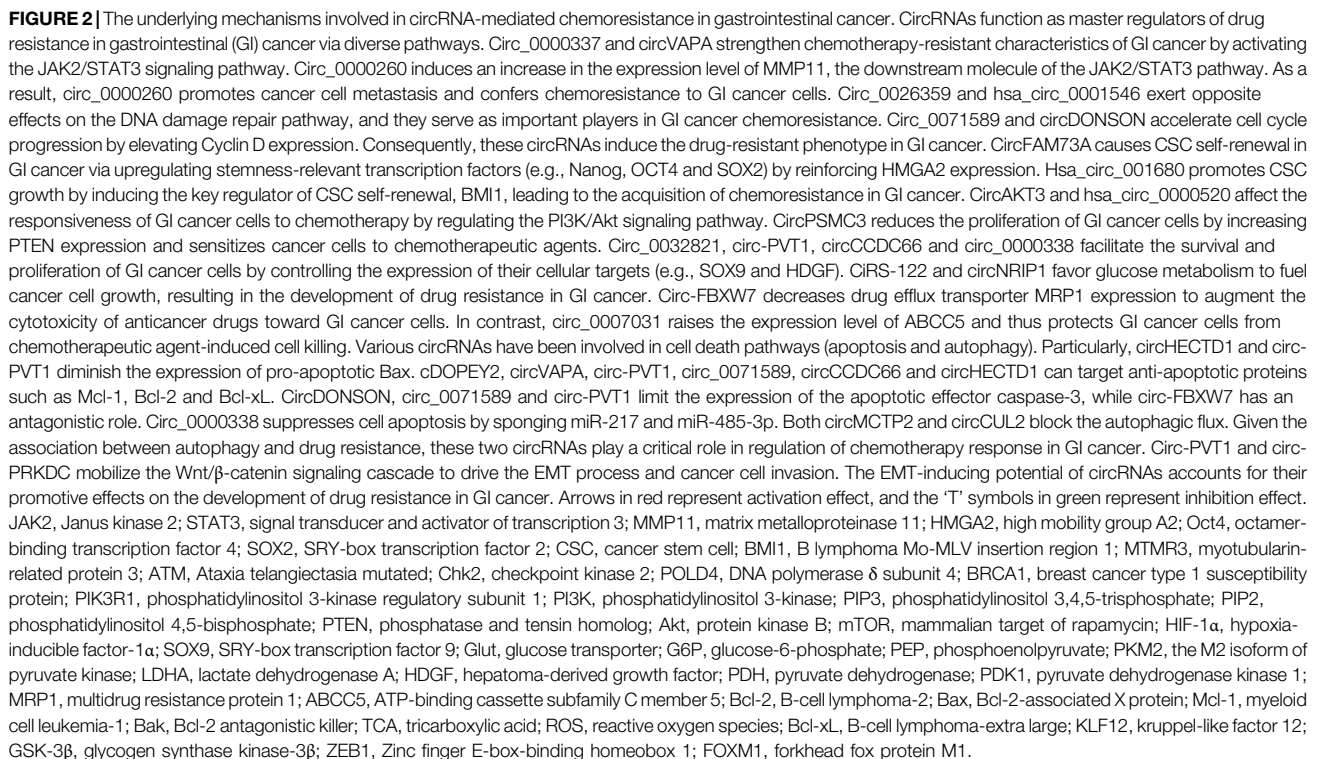 FIGURE 2 | The underlying mechanisms involved in circRNA-mediated chemoresistance in gastrointestinal cancer. CircRNAs function as master regulators of drug
resistance in gastrointestinal (GI) cancer via diverse pathways. Circ_0000337 and circVAPA strengthen chemotherapy-resistant characteristics of GI cancer by activating
the JAK2/STAT3 signaling pathway. Circ_0000260 induces an increase in the expression level of MMP11, the downstream molecule of the JAK2/STAT3 pathway. As a
result, circ_0000260 promotes cancer cell metastasis and confers chemoresistance to GI cancer cells. Circ_0026359 and hsa_circ_0001546 exert opposite
effects on the DNA damage repair pathway, and they serve as important players in GI cancer chemoresistance. Circ_0071589 and circDONSON accelerate cell cycle
progression by elevating Cyclin D expression. Consequently, these circRNAs induce the drug-resistant phenotype in GI cancer. CircFAM73A causes CSC self-renewal in
GI cancer via upregulating stemness-relevant transcription factors (e.g., Nanog, OCT4 and SOX2) by reinforcing HMGA2 expression. Hsa_circ_001680 promotes CSC
growth by inducing the key regulator of CSC self-renewal, BMI1, leading to the acquisition of chemoresistance in GI cancer. CircAKT3 and hsa_circ_0000520 affect the
responsiveness of GI cancer cells to chemotherapy by regulating the PI3K/Akt signaling pathway. CircPSMC3 reduces the proliferation of GI cancer cells by increasing
PTEN expression and sensitizes cancer cells to chemotherapeutic agents. Circ_0032821, circ-PVT1, circCCDC66 and circ_0000338 facilitate the survival and
proliferation of GI cancer cells by controlling the expression of their cellular targets (e.g., SOX9 and HDGF). CiRS-122 and circNRIP1 favor glucose metabolism to fuel
cancer cell growth, resulting in the development of drug resistance in GI cancer. Circ-FBXW7 decreases drug efflux transporter MRP1 expression to augment the
cytotoxicity of anticancer drugs toward GI cancer cells. In contrast, circ_0007031 raises the expression level of ABCC5 and thus protects GI cancer cells from
chemotherapeutic agent-induced cell killing. Various circRNAs have been involved in cell death pathways (apoptosis and autophagy). Particularly, circHECTD1 and circ-
PVT1 diminish the expression of pro-apoptotic Bax. cDOPEY2, circVAPA, circ-PVT1, circ_0071589, circCCDC66 and circHECTD1 can target anti-apoptotic proteins
such as Mcl-1, Bcl-2 and Bcl-xL. CircDONSON, circ_0071589 and circ-PVT1 limit the expression of the apoptotic effector caspase-3, while circ-FBXW7 has an
antagonistic role. Circ_0000338 suppresses cell apoptosis by sponging miR-217 and miR-485-3p. Both circMCTP2 and circCUL2 block the autophagic flux. Given the
association between autophagy and drug resistance, these two circRNAs play a critical role in regulation of chemotherapy response in GI cancer. Circ-PVT1 and circ-
PRKDC mobilize the Wnt/β-catenin signaling cascade to drive the EMT process and cancer cell invasion. The EMT-inducing potential of circRNAs accounts for their
promotive effects on the development of drug resistance in GI cancer. Arrows in red represent activation effect, and the ‘T’ symbols in green represent inhibition effect.
JAK2, Janus kinase 2; STAT3, signal transducer and activator of transcription 3; MMP11, matrix metalloproteinase 11; HMGA2, high mobility group A2; Oct4, octamer-
binding transcription factor 4; SOX2, SRY-box transcription factor 2; CSC, cancer stem cell; BMI1, B lymphoma Mo-MLV insertion region 1; MTMR3, myotubularin-
related protein 3; ATM, Ataxia telangiectasia mutated; Chk2, checkpoint kinase 2; POLD4, DNA polymerase δ subunit 4; BRCA1, breast cancer type 1 susceptibility
protein; PIK3R1, phosphatidylinositol 3-kinase regulatory subunit 1; PI3K, phosphatidylinositol 3-kinase; PIP3, phosphatidylinositol 3,4,5-trisphosphate; PIP2,
phosphatidylinositol 4,5-bisphosphate; PTEN, phosphatase and tensin homolog; Akt, protein kinase B; mTOR, mammalian target of rapamycin; HIF-1α, hypoxia-
inducible factor-1α; SOX9, SRY-box transcription factor 9; Glut, glucose transporter; G6P, glucose-6-phosphate; PEP, phosphoenolpyruvate; PKM2, the M2 isoform of
pyruvate kinase; LDHA, lactate dehydrogenase A; HDGF, hepatoma-derived growth factor; PDH, pyruvate dehydrogenase; PDK1, pyruvate dehydrogenase kinase 1;
MRP1, multidrug resistance protein 1; ABCC5, ATP-binding cassette subfamily C member 5; Bcl-2, B-cell lymphoma-2; Bax, Bcl-2-associated X protein; Mcl-1, myeloid
cell leukemia-1; Bak, Bcl-2 antagonistic killer; TCA, tricarboxylic acid; ROS, reactive oxygen species; Bcl-xL, B-cell lymphoma-extra large; KLF12, kruppel-like factor 12;
GSK-3β, glycogen synthase kinase-3β; ZEB1, Zinc finger E-box-binding homeobox 1; FOXM1, forkhead fox protein M1.